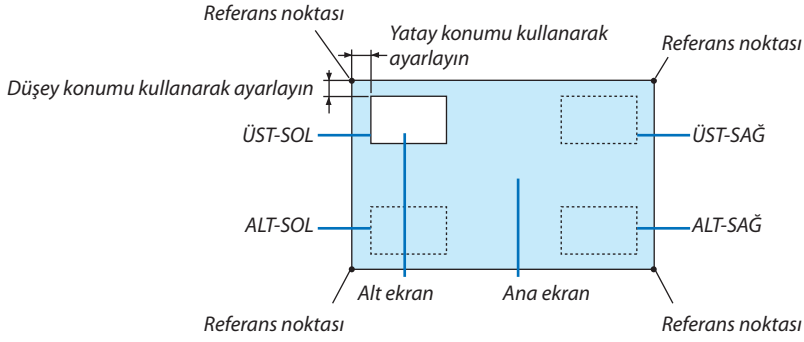 Referans noktası
Yatay konumu kullanarak
ayarlayın
Referans noktası
Düşey konumu kullanarak ayarlayın
ÜST-SOL
ÜST-SAĞ
ALT-SOL
ALT-SAĞ
Alt ekran
Ana ekran
Referans noktası
Referans noktası